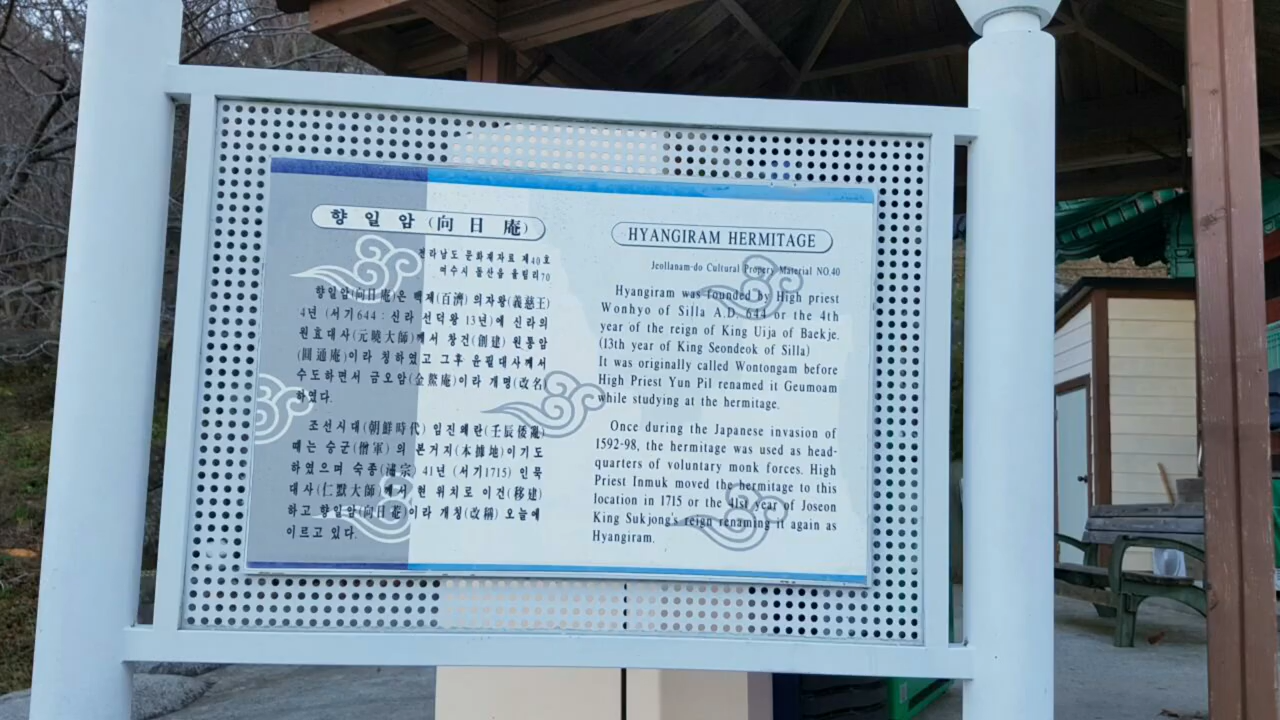 향일암(向日庵)
전라남도 문화재자료 제40호
여수시 돌산읍 율림리70
향일암(向日庵)은 백제(百濟) 의자왕(義慈王)
4년 (서기644 : 신라 선덕왕 13년)에 신라의
원효대사(元曉大師)께서 창건(創建) 원통암
(圓通庵)이라 칭하였고 그후 윤필대사께서
수도하면서 금오암(金鰲庵)이라 개명(改名)
하였다.
조선시대(朝鮮時代) 임진왜란(壬辰倭亂)
때는 승군(僧軍)의 본거지(本據地)이기도
하였으며 숙종(肅宗) 41년 (서기1715) 인묵
대사(仁默大師)께서 현 위치로 이건(移建)
하고 향일암(向日庵)이라 개칭(改稱) 오늘에
이르고 있다.
HYANGIRAM HERMITAGE
Jeollanam-do Cultural Propery Material NO.40
Hyangiram was founded by High priest
Wonhyo of Silla A.D. 644 or the 4th
year of the reign of King Uija of Baekje.
(13th year of King Seondeok of Silla)
It was originally called Wontongam before
High Priest Yun Pil renamed it Geumoam
while studying at the hermitage.
Once during the Japanese invasion of
1592-98, the hermitage was used as head-
quarters of voluntary monk forces. High
Priest Inmuk moved the hermitage to this
location in 1715 or the 41st year of Joseon
King Sukjong's reign renaming it again as
Hyangiram.